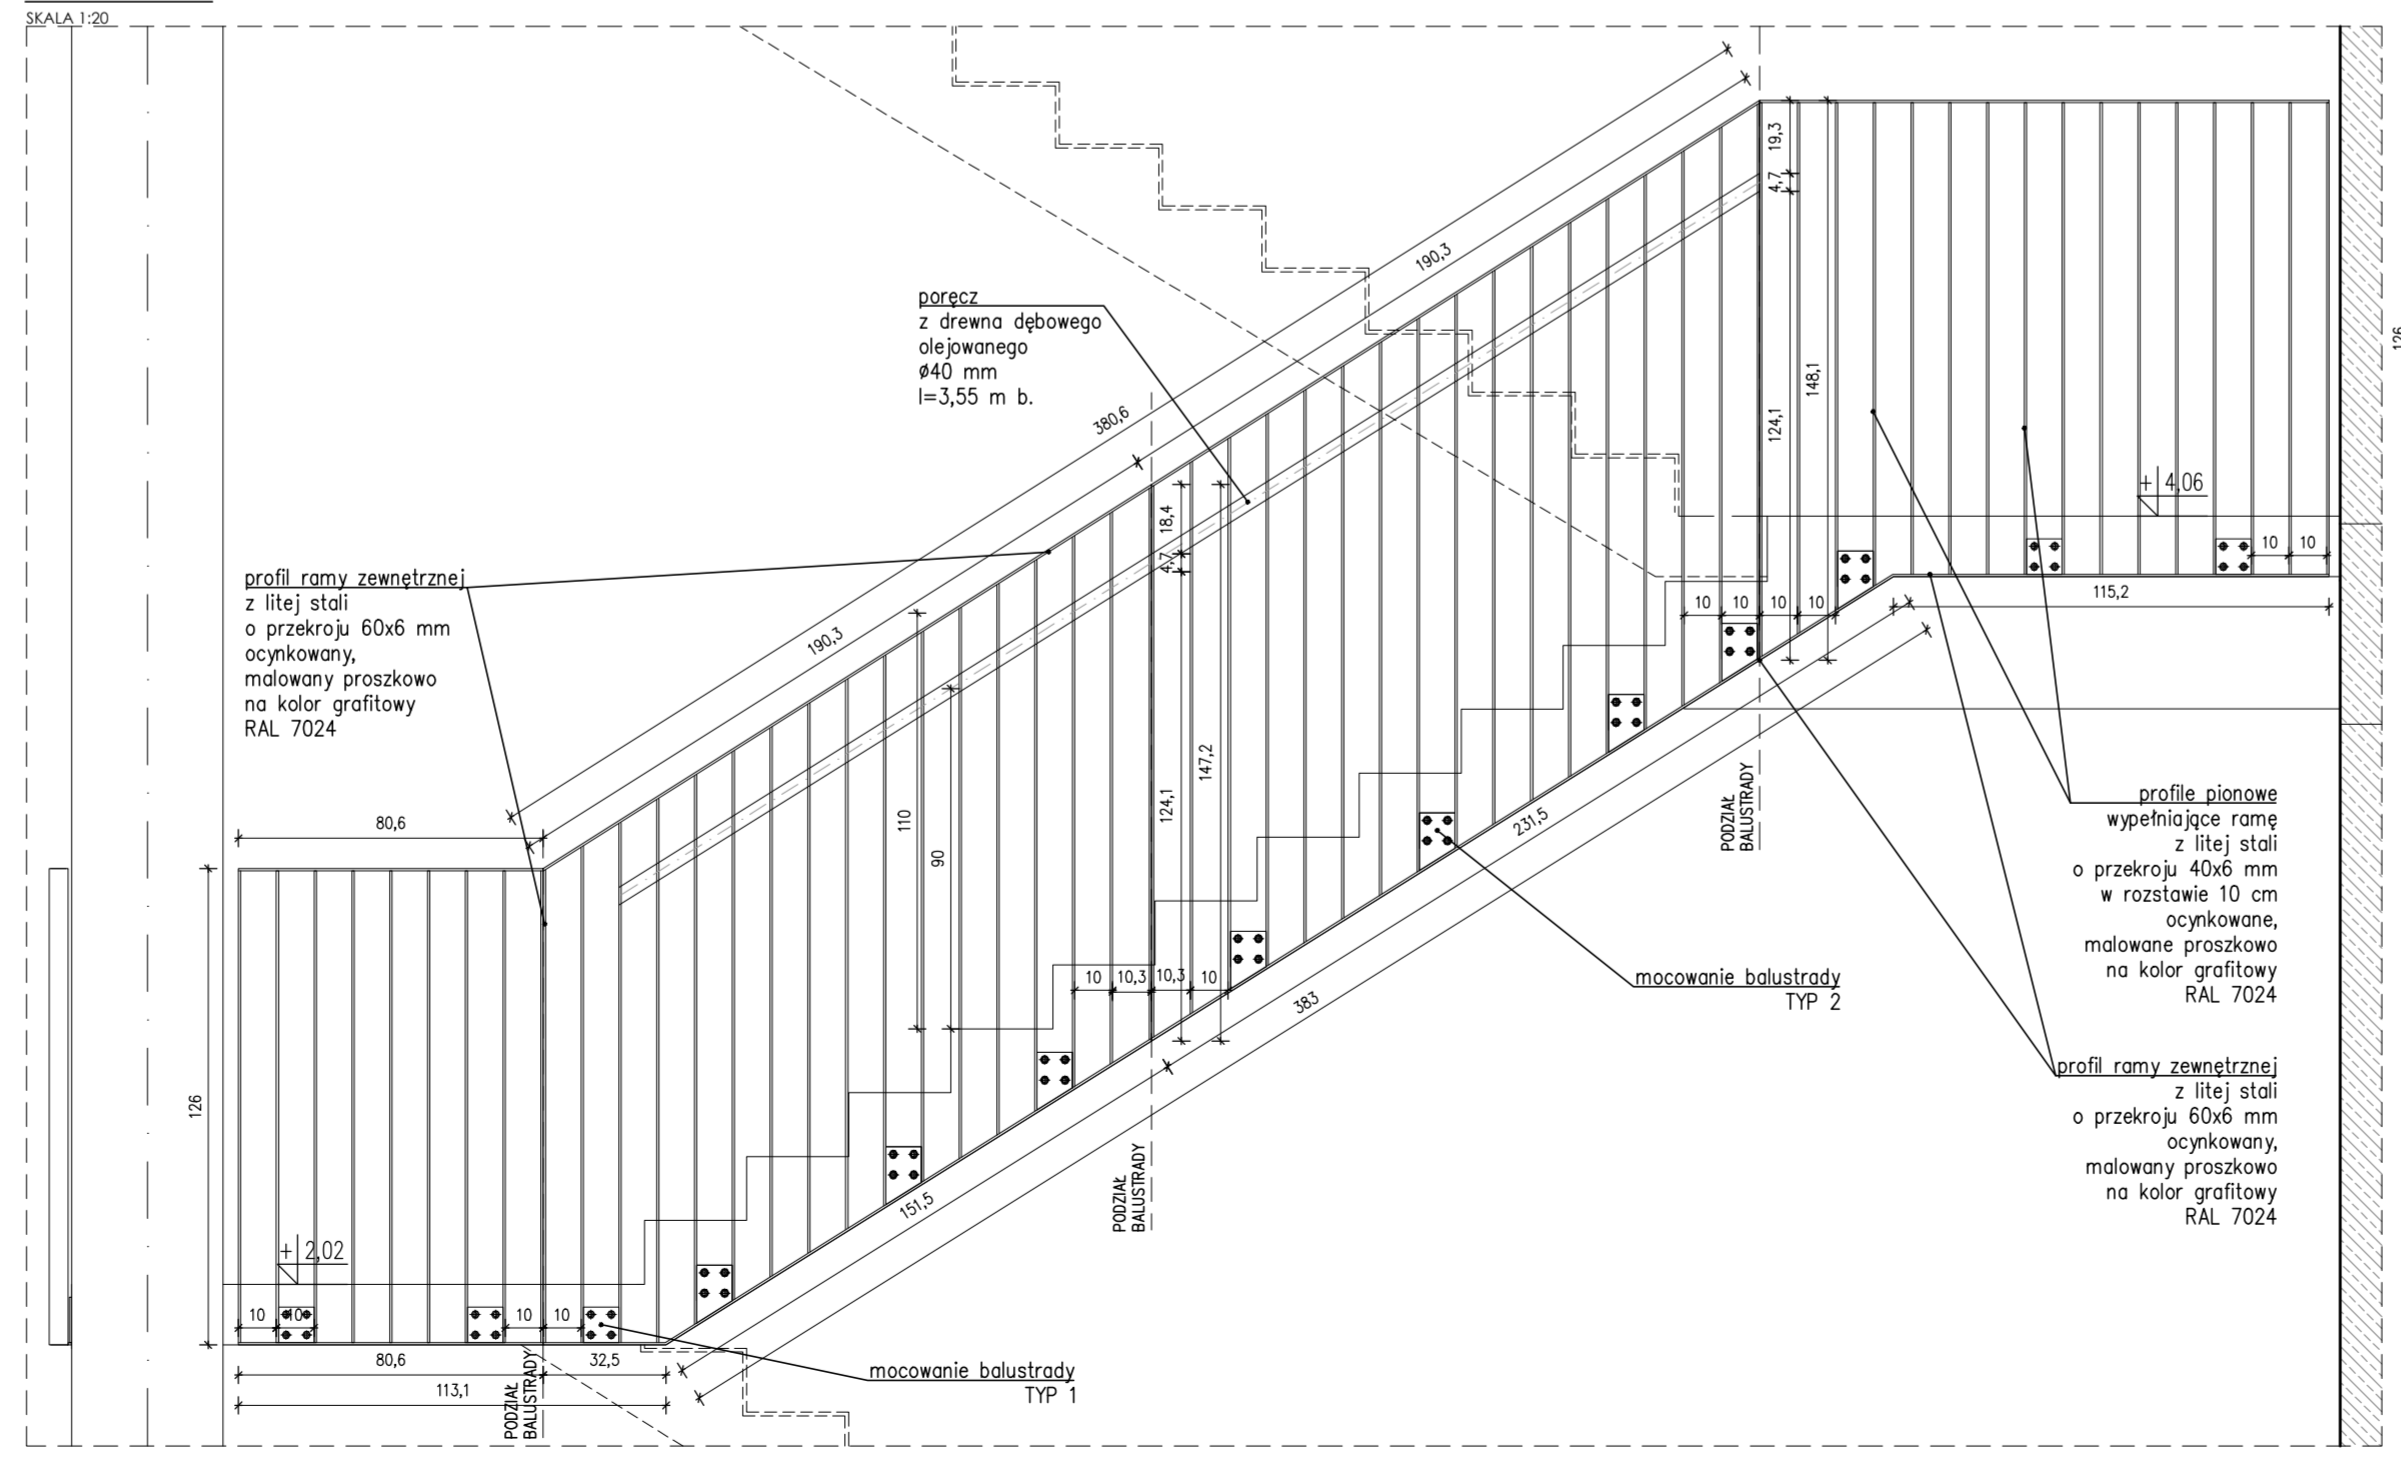 SKALA 1:20
19,3
4,7
190,3
poręcz
z drewna dębowego
olejowanego
ø40 mm
l=3,55 m b.
126
148,1
380,6
124,1
+4,06
18,4
4,7
10
10
115,2
profil ramy zewnętrznej
z litej stali
o przekroju 60x6 mm
ocynkowany,
malowany proszkowo
na kolor grafitowy
RAL 7024
10
10
10
10
190,3
147,2
124,1
110
90
80,6
231,5
PODZIAŁ
BALUSTRADY
profile pionowe
wypełniające ramę
z litej stali
o przekroju 40x6 mm
w rozstawie 10 cm
ocynkowane,
malowane proszkowo
na kolor grafitowy
RAL 7024
10
10,3
10,3
10
383
mocowanie balustrady
TYP 2
126
profil ramy zewnętrznej
z litej stali
o przekroju 60x6 mm
ocynkowany,
malowany proszkowo
na kolor grafitowy
RAL 7024
151,5
PODZIAŁ
BALUSTRADY
+2,02
10
10
10
10
80,6
32,5
113,1
PODZIAŁ
BALUSTRADY
mocowanie balustrady
TYP 1